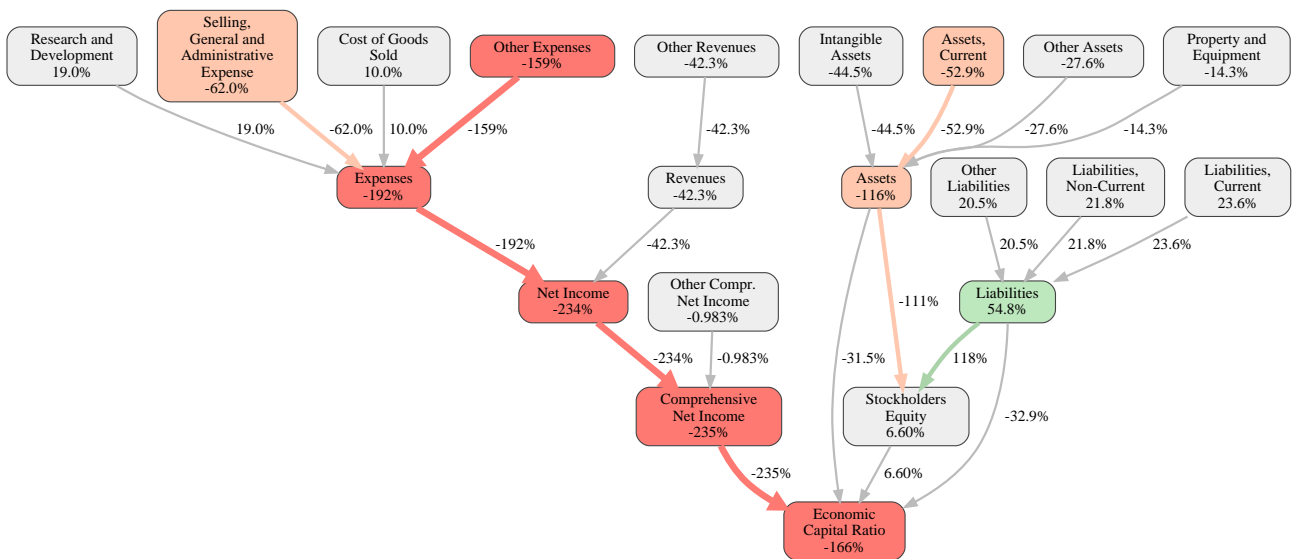 Research and
Development
19.0%
Selling,
General and
Administrative
Expense
-62.0%
Cost of Goods
Sold
10.0%
Other Expenses
-159%
Other Revenues
-42.3%
Intangible
Assets
-44.5%
Assets,
Current
-52.9%
Other Assets
-27.6%
Property and
Equipment
-14.3%
19.0%
-62.0%
10.0%
-159%
-42.3%
-44.5%
-52.9%
-27.6%
-14.3%
Expenses
-192%
Revenues
-42.3%
Assets
-116%
Other
Liabilities
20.5%
Liabilities,
Non-Current
21.8%
Liabilities,
Current
23.6%
-192%
-42.3%
20.5%
21.8%
23.6%
Net Income
-234%
Other Compr.
Net Income
-0.983%
-111%
Liabilities
54.8%
-234%
-0.983%
-31.5%
118%
Comprehensive
Net Income
-235%
Stockholders
Equity
6.60%
-32.9%
-235%
6.60%
Economic
Capital Ratio
-166%